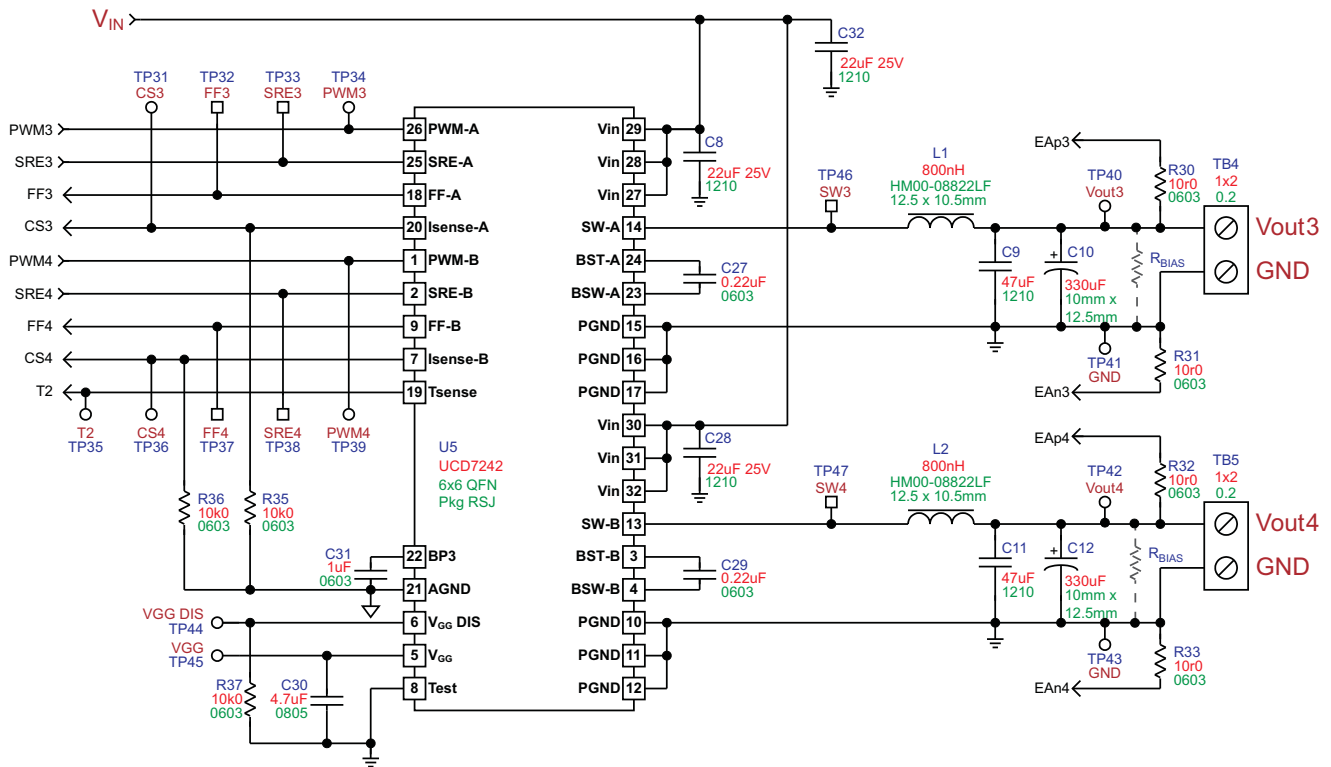 VIN
C32
22uF 25V
1210
TP31
CS3
TP32
FF3
TP33
SRE3
TP34
PWM3
PWM3
SRE3
FF3
CS3
PWM4
SRE4
FF4
CS4
T2
T2
TP35
CS4
TP36
FF4
TP37
SRE4
TP38
PWM4
TP39
26 PWM-A
25 SRE-A
18 FF-A
20 Isense-A
1 PWM-B
2 SRE-B
9 FF-B
7 Isense-B
19 Tsense
22 BP3
21 AGND
6 VGG DIS
5 VGG
8 Test
U5
UCD7242
6x6 QFN
Pkg RSJ
Vin 29
Vin 28
Vin 27
SW-A 14
BST-A 24
BSW-A 23
PGND 15
PGND 16
PGND 17
Vin 30
Vin 31
Vin 32
SW-B 13
BST-B 3
BSW-B 4
PGND 10
PGND 11
PGND 12
R36
10k0
0603
R35
10k0
0603
C31
1uF
0603
VGG DIS
TP44
VGG
TP45
R37
10k0
0603
C30
4.7uF
0805
C8
22uF 25V
1210
C27
0.22uF
0603
C28
22uF 25V
1210
C29
0.22uF
0603
TP46
SW3
L1
800nH
HM00-08822LF
12.5 x 10.5mm
C9
47uF
1210
C10
+
330uF
10mm x
12.5mm
TP40
Vout3
RBIAS
TP41
GND
EAp3
R30
10r0
0603
R31
10r0
0603
EAn3
TB4
1x2
0.2
Vout3
GND
TP47
SW4
L2
800nH
HM00-08822LF
12.5 x 10.5mm
C11
47uF
1210
C12
+
330uF
10mm x
12.5mm
TP42
Vout4
RBIAS
TP43
GND
EAp4
R32
10r0
0603
R33
10r0
0603
EAn4
TB5
1x2
0.2
Vout4
GND